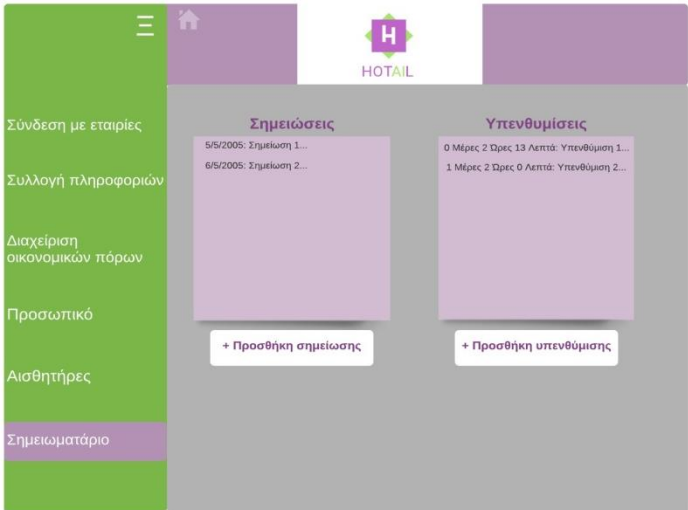 H
HOTAIL
Σύνδεση με εταιρίες
Συλλογή πληροφοριών
Διαχείριση
οικονομικών πόρων
Προσωπικό
Αισθητήρες
Σημειωματάριο
Σημειώσεις
5/5/2005: Σημείωση 1...
6/5/2005: Σημείωση 2...
+ Προσθήκη σημείωσης
Υπενθυμίσεις
0 Μέρες 2 Ώρες 13 Λεπτά: Υπενθύμιση 1...
1 Μέρες 2 Ώρες 0 Λεπτά: Υπενθύμιση 2...
+ Προσθήκη υπενθύμισης